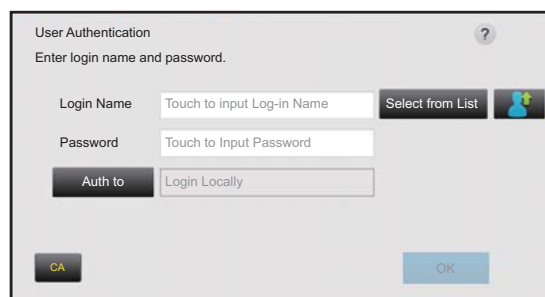 User Authentication
?
Enter login name and password.
Login Name Touch to input Log-in Name Select from List
Password Touch to Input Password
Auth to Login Locally
CA OK